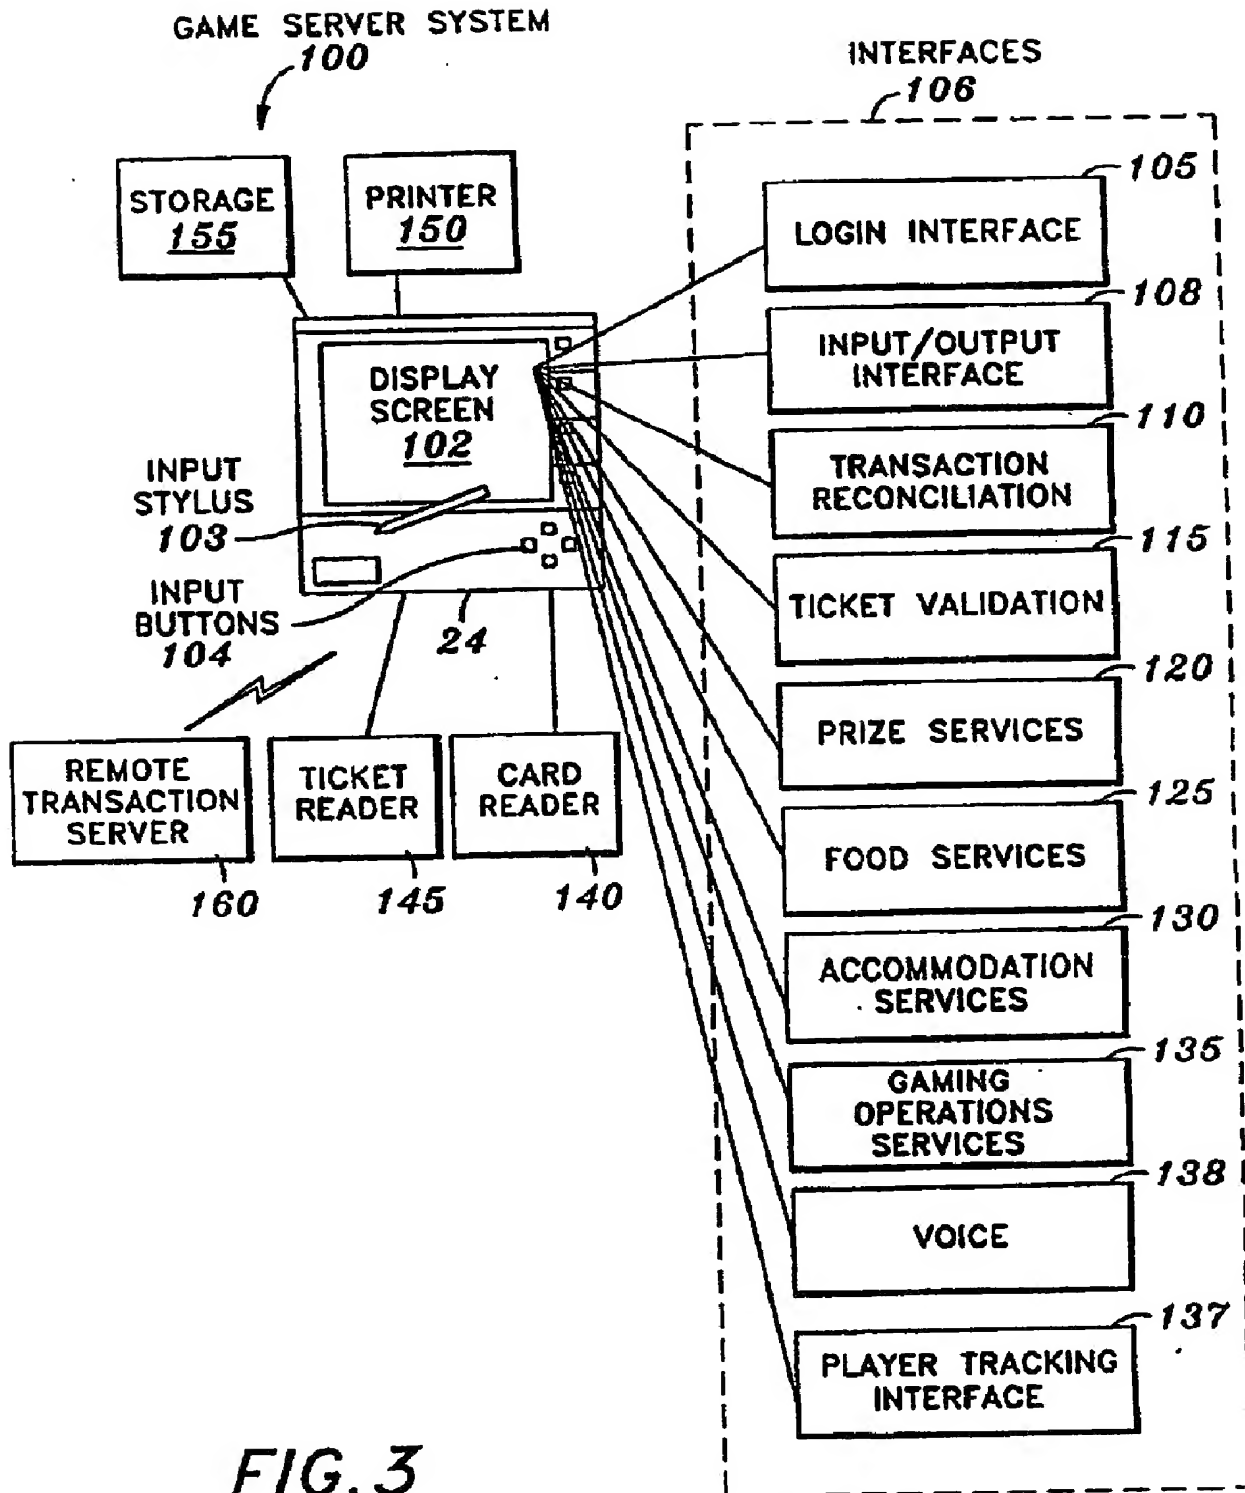 GAME SERVER SYSTEM
100
INTERFACES
106
STORAGE
155
PRINTER
150
DISPLAY
SCREEN
102
INPUT
STYLUS
103
INPUT
BUTTONS
104
24
REMOTE
TRANSACTION
SERVER
160
TICKET
READER
145
CARD
READER
140
105
LOGIN INTERFACE
108
INPUT/OUTPUT
INTERFACE
110
TRANSACTION
RECONCILIATION
115
TICKET VALIDATION
120
PRIZE SERVICES
125
FOOD SERVICES
130
ACCOMMODATION
SERVICES
135
GAMING
OPERATIONS
SERVICES
138
VOICE
137
PLAYER TRACKING
INTERFACE
FIG. 3